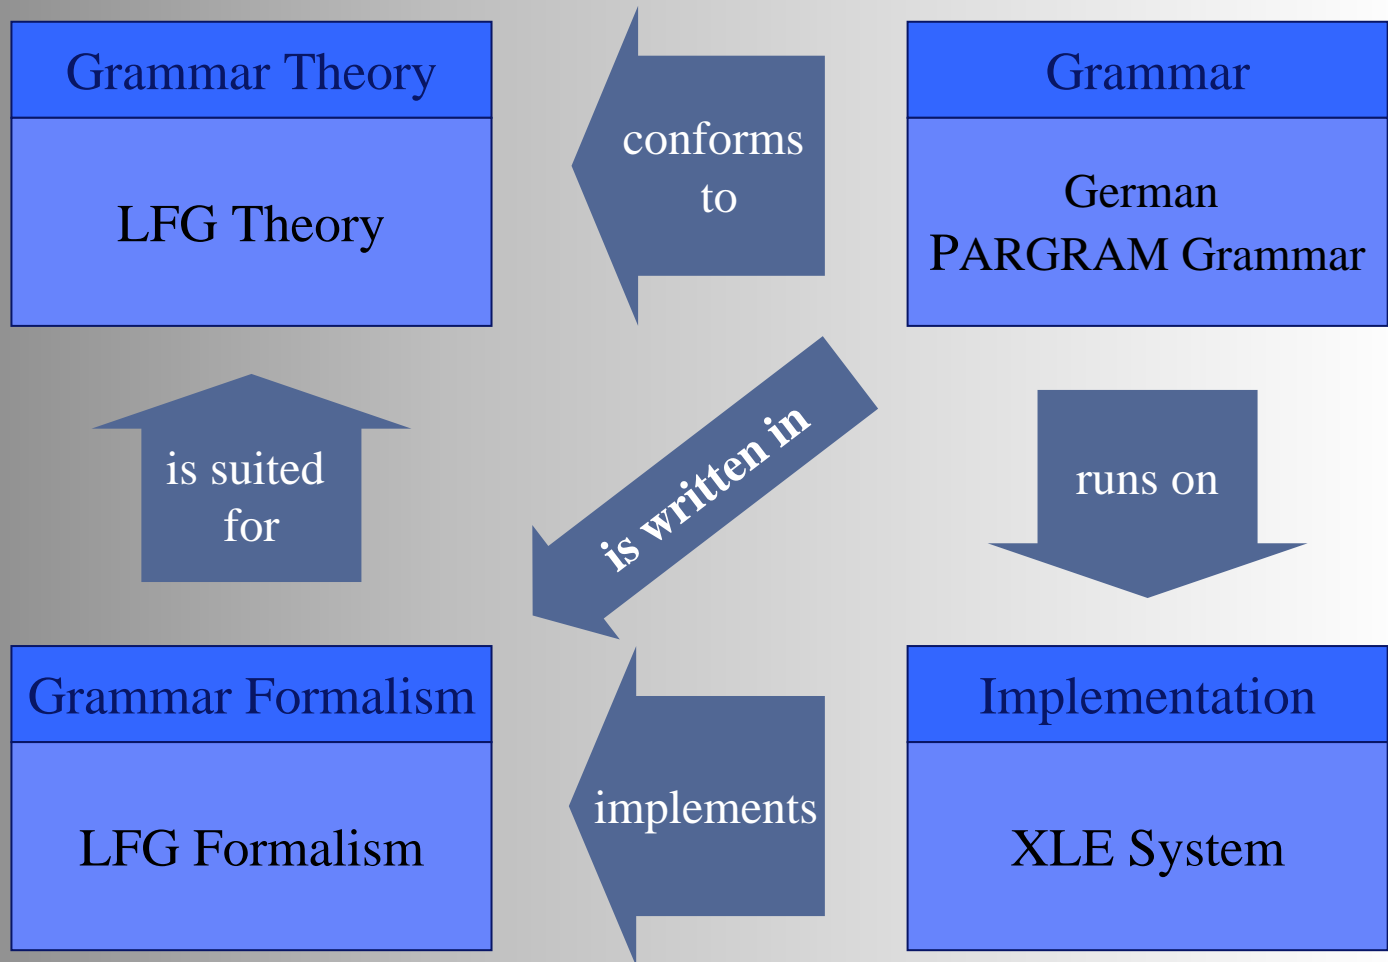 Grammar Theory
LFG Theory
conforms
to
Grammar
German
PARGRAM Grammar
is suited
for
is written in
runs on
Grammar Formalism
LFG Formalism
implements
Implementation
XLE System